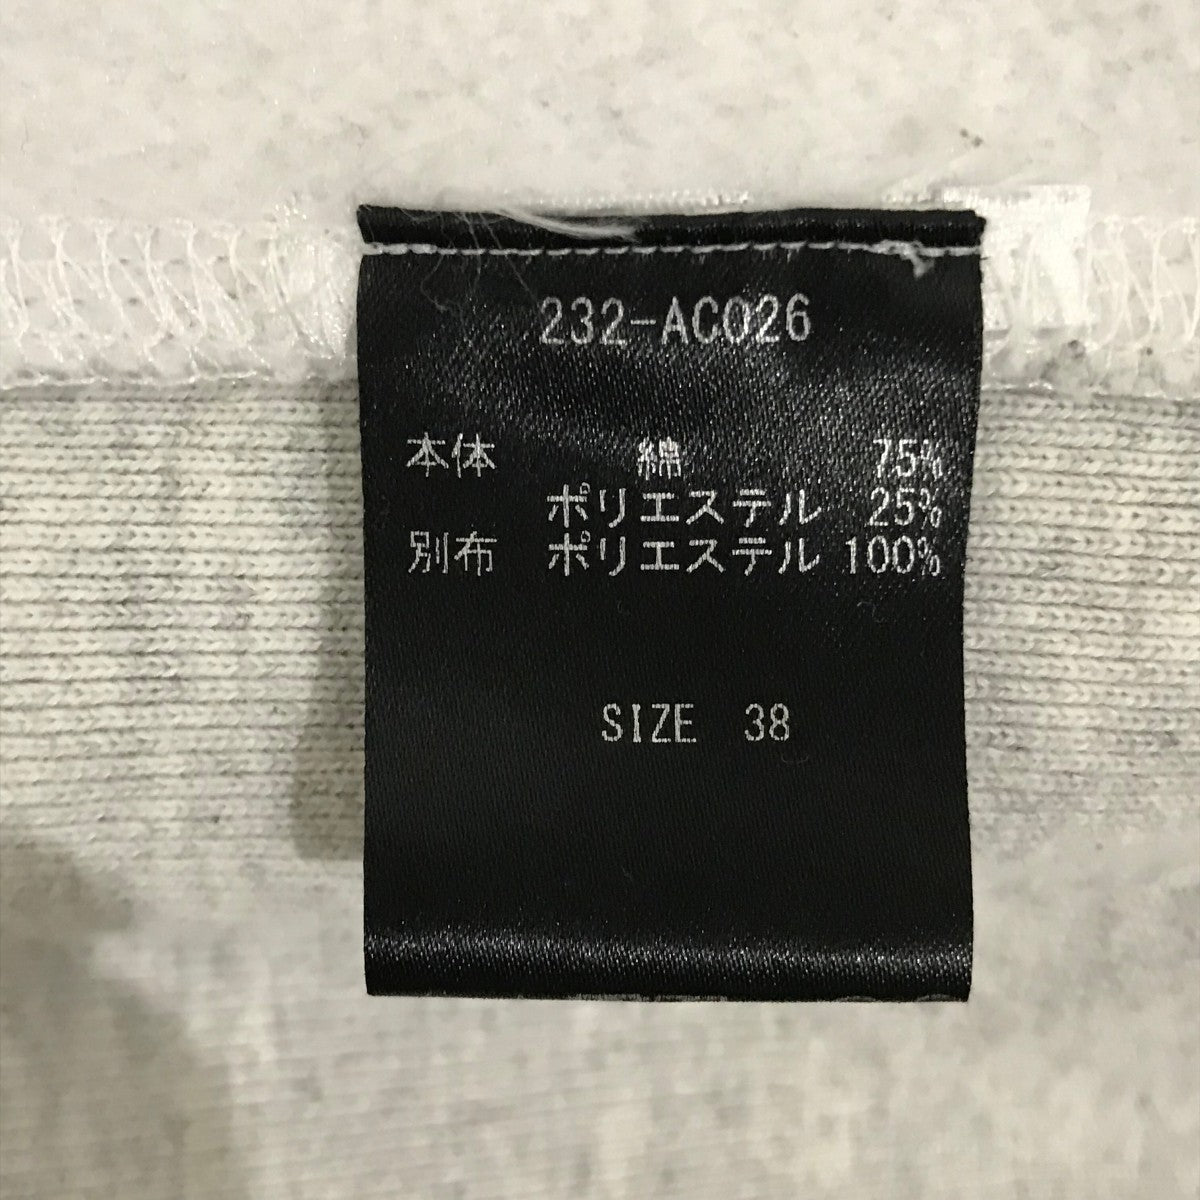 232-AC026
本体 綿 75%
ポリエステル 25%
別布 ポリエステル 100%
SIZE 38